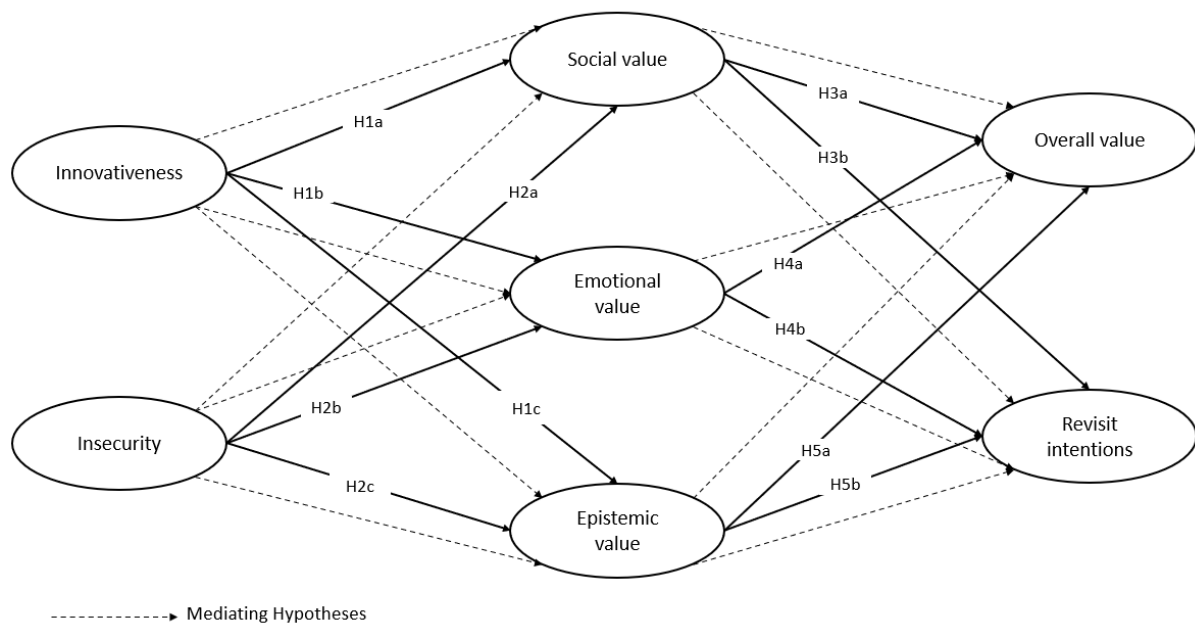 Social value
H3a
H1a
Overall value
H3b
Innovativeness
H1b
H2a
H4a
Emotional
value
H4b
H2b
H1c
Revisit
intentions
Insecurity
H5a
H2c
H5b
Epistemic
value
Mediating Hypotheses